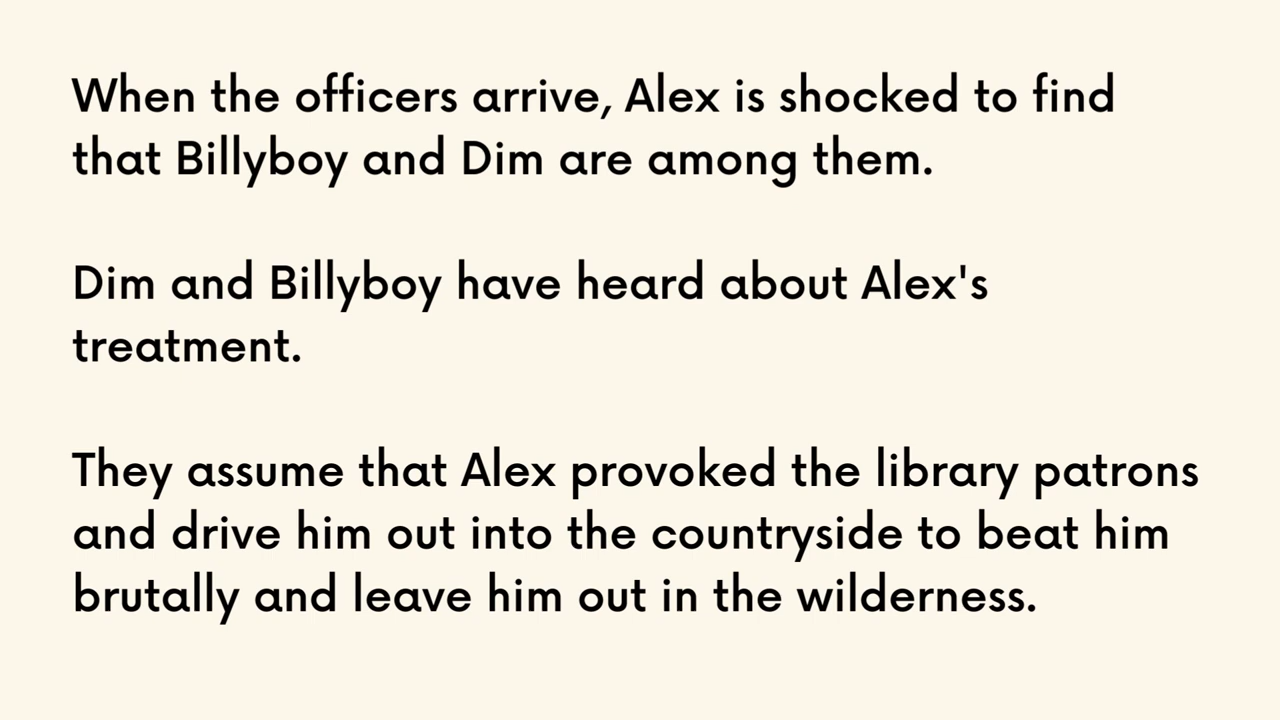 When the officers arrive, Alex is shocked to find
that Billyboy and Dim are among them.
Dim and Billyboy have heard about Alex's
treatment.
They assume that Alex provoked the library patrons
and drive him out into the countryside to beat him
brutally and leave him out in the wilderness.